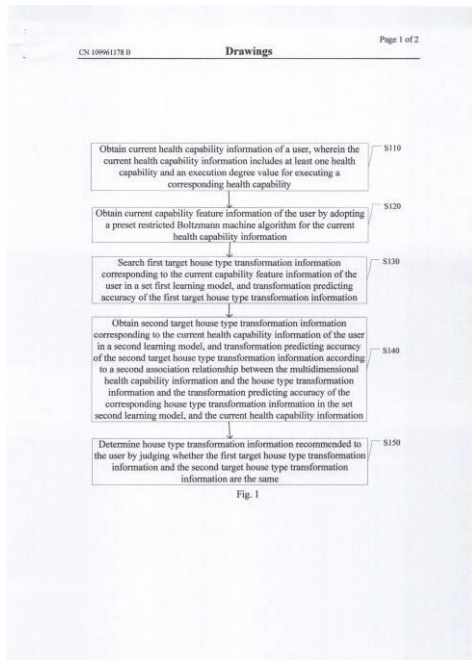 Page 1 of 2
CN 109961178 B
Drawings
Obtain current health capability information of a user, wherein the
current health capability information includes at least one health
capability and an execution degree value for executing a
corresponding health capability
S110
Obtain current capability feature information of the user by adopting
a preset restricted Boltzmann machine algorithm for the current
health capability information
S120
Search first target house type transformation information
corresponding to the current capability feature information of the
user in a set first learning model, and transformation predicting
accuracy of the first target house type transformation information
S130
Obtain second target house type transformation information
corresponding to the current health capability information of the user
in a second learning model, and transformation predicting accuracy
of the second target house type transformation information according
to a second association relationship between the multidimensional
health capability information and the house type transformation
information and the transformation predicting accuracy of the
corresponding house type transformation information in the set
second learning model, and the current health capability information
S140
Determine house type transformation information recommended to
the user by judging whether the first target house type transformation
information and the second target house type transformation
information are the same
S150
Fig. 1